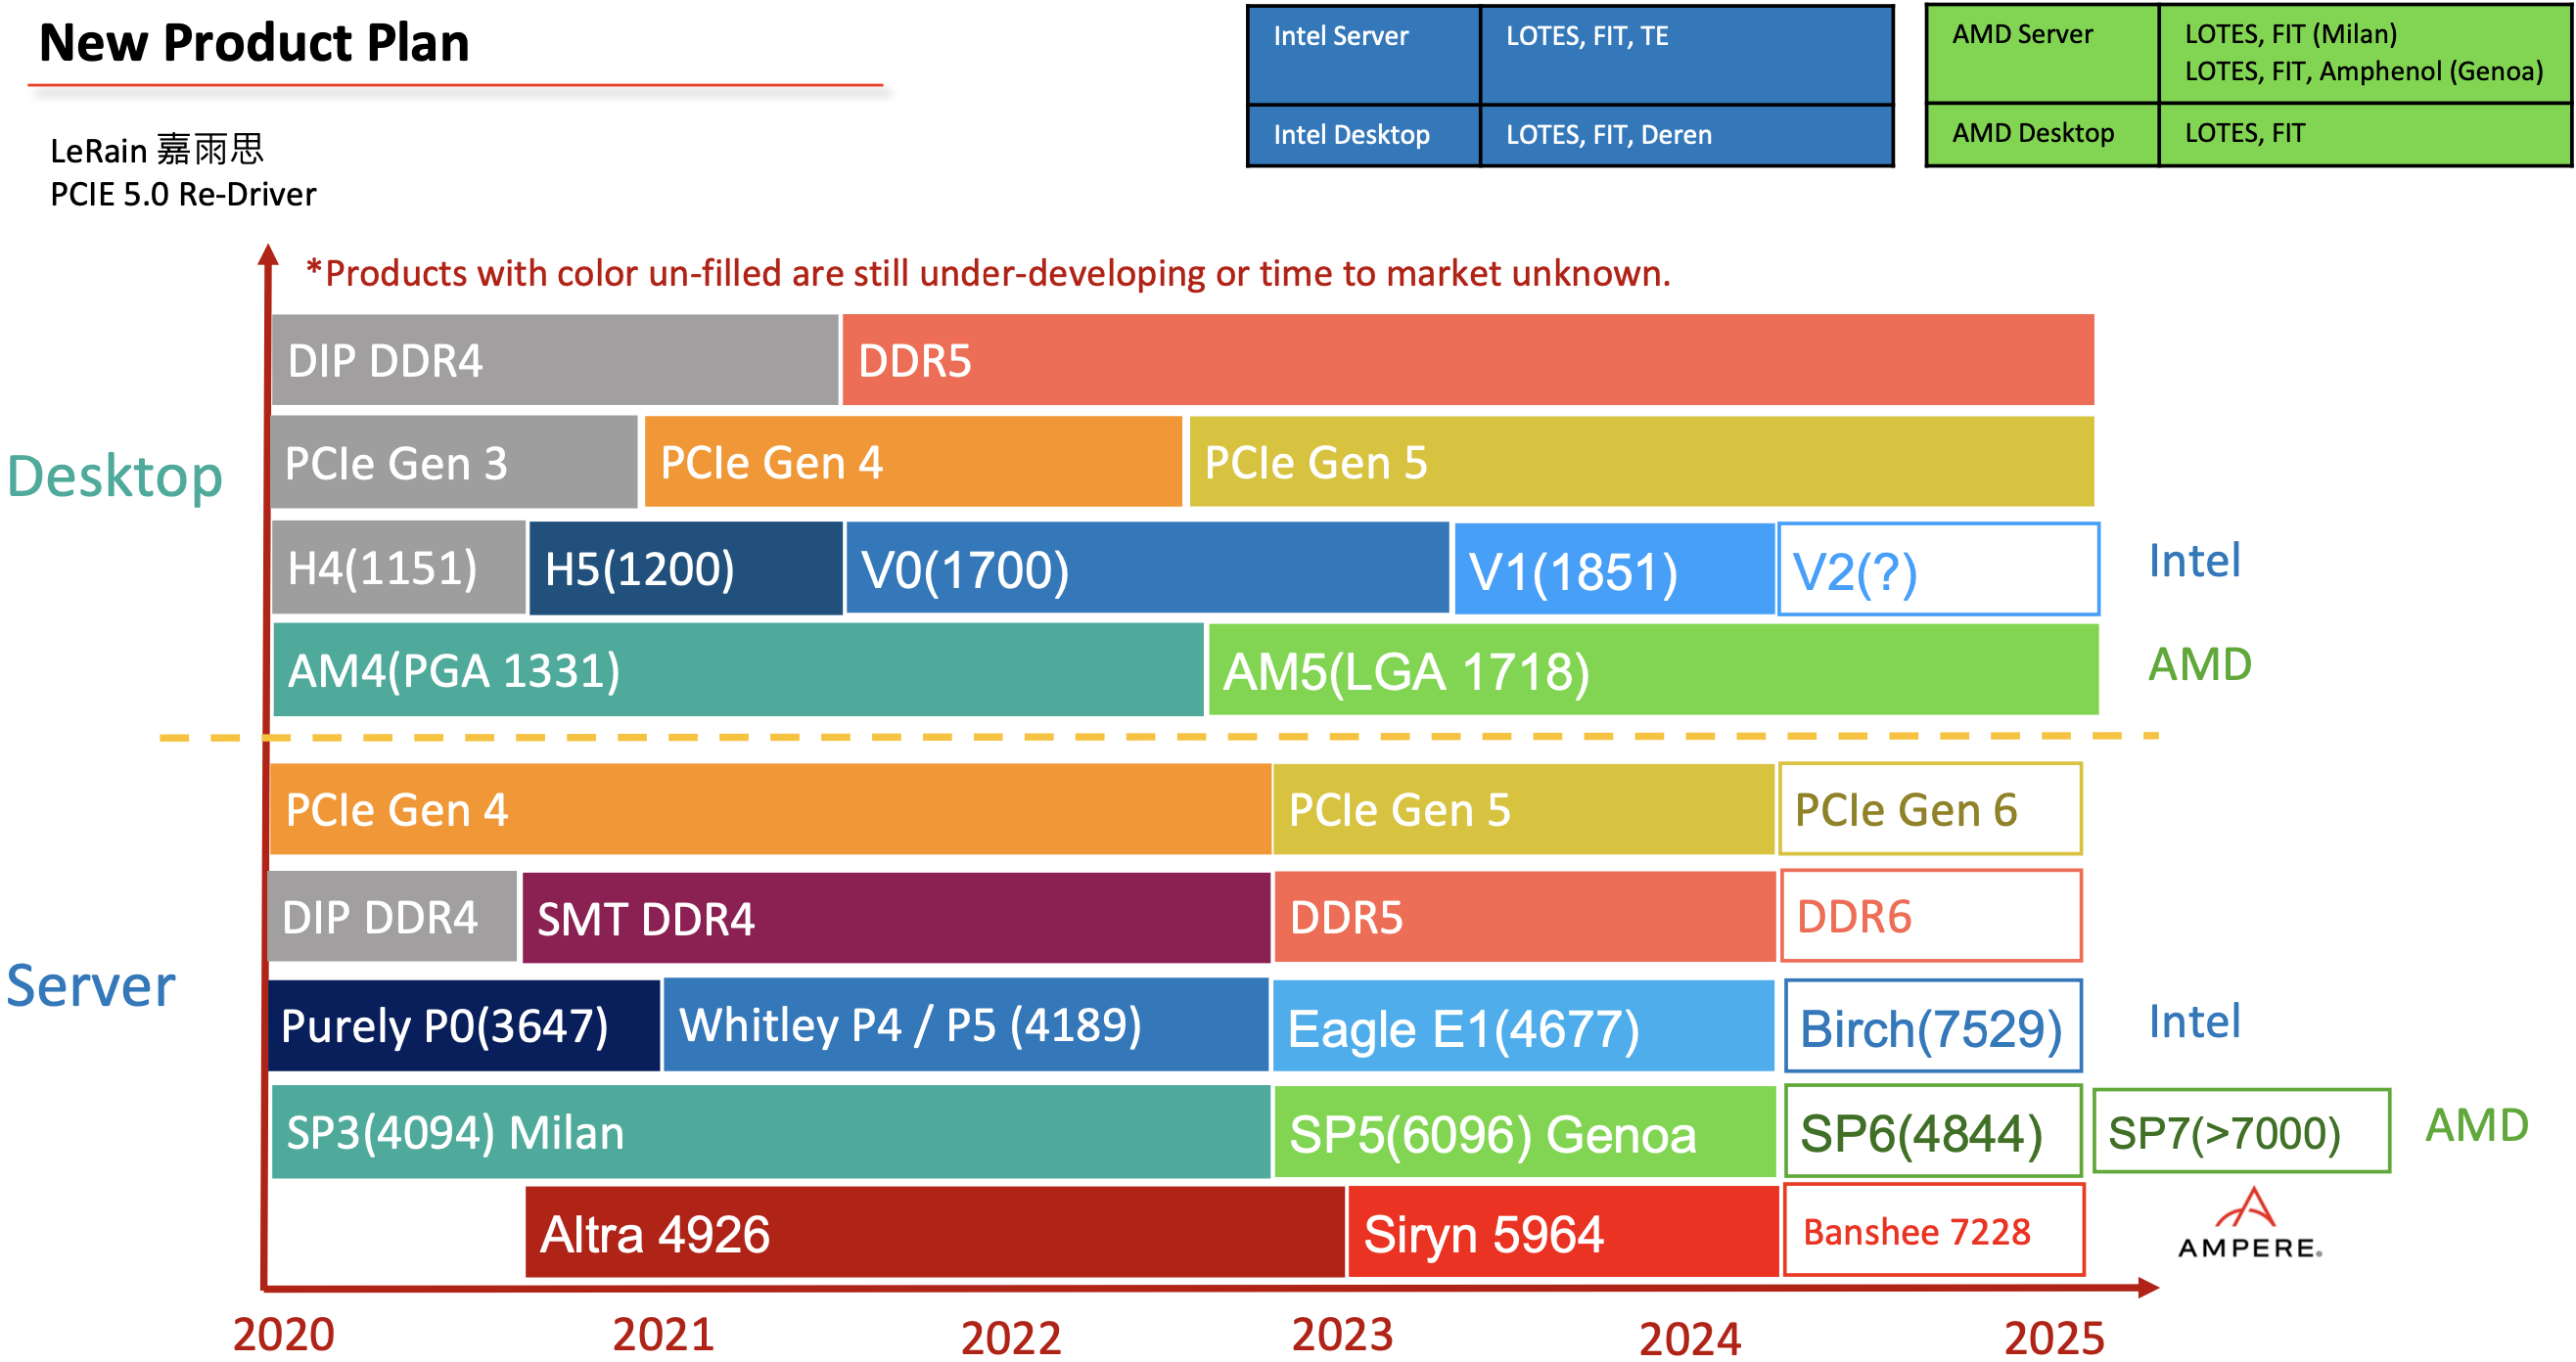 New Product Plan
LeRain 嘉雨思
PCIE 5.0 Re-Driver
Intel Server
LOTES, FIT, TE
Intel Desktop
LOTES, FIT, Deren
AMD Server
LOTES, FIT (Milan)
LOTES, FIT, Amphenol (Genoa)
AMD Desktop
LOTES, FIT
*Products with color un-filled are still under-developing or time to market unknown.
Desktop
DIP DDR4
DDR5
PCIe Gen 3
PCIe Gen 4
PCIe Gen 5
H4(1151)
H5(1200)
V0(1700)
V1(1851)
V2(?)
Intel
AM4(PGA 1331)
AM5(LGA 1718)
AMD
Server
PCIe Gen 4
PCIe Gen 5
PCIe Gen 6
DIP DDR4
SMT DDR4
DDR5
DDR6
Purely P0(3647)
Whitley P4 / P5 (4189)
Eagle E1(4677)
Birch(7529)
Intel
SP3(4094) Milan
SP5(6096) Genoa
SP6(4844)
SP7(>7000)
AMD
Altra 4926
Siryn 5964
Banshee 7228
AMPERE.
2020
2021
2022
2023
2024
2025